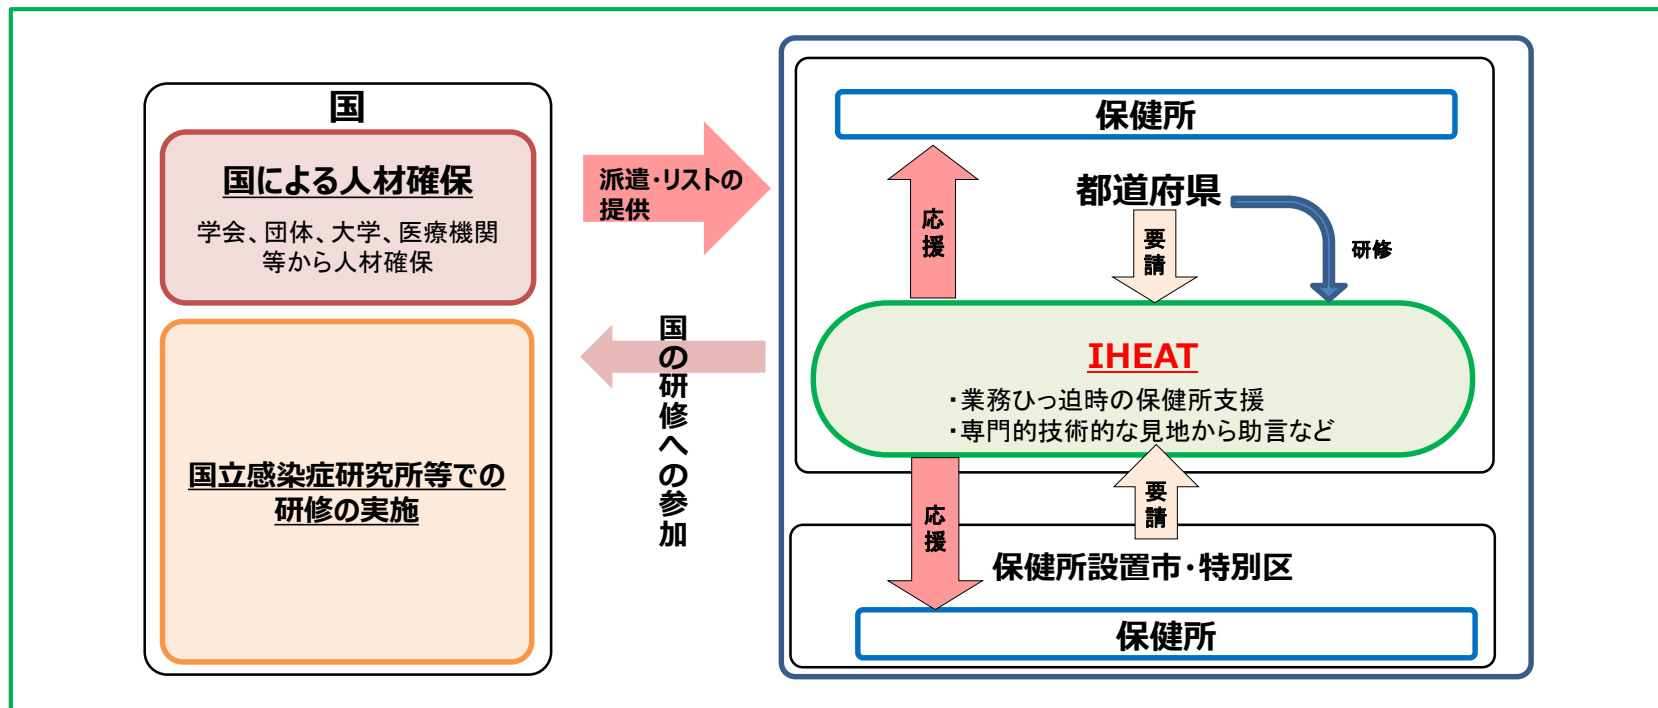 国
国による人材確保
学会、団体、大学、医療機関
等から人材確保
国立感染症研究所等での
研修の実施
派遣・リストの
提供
国の研修への参加
保健所
都道府県
応援
要請
研修
IHEAT
・業務ひっ迫時の保健所支援
・専門的技術的な見地から助言など
応援
要請
保健所設置市・特別区
保健所